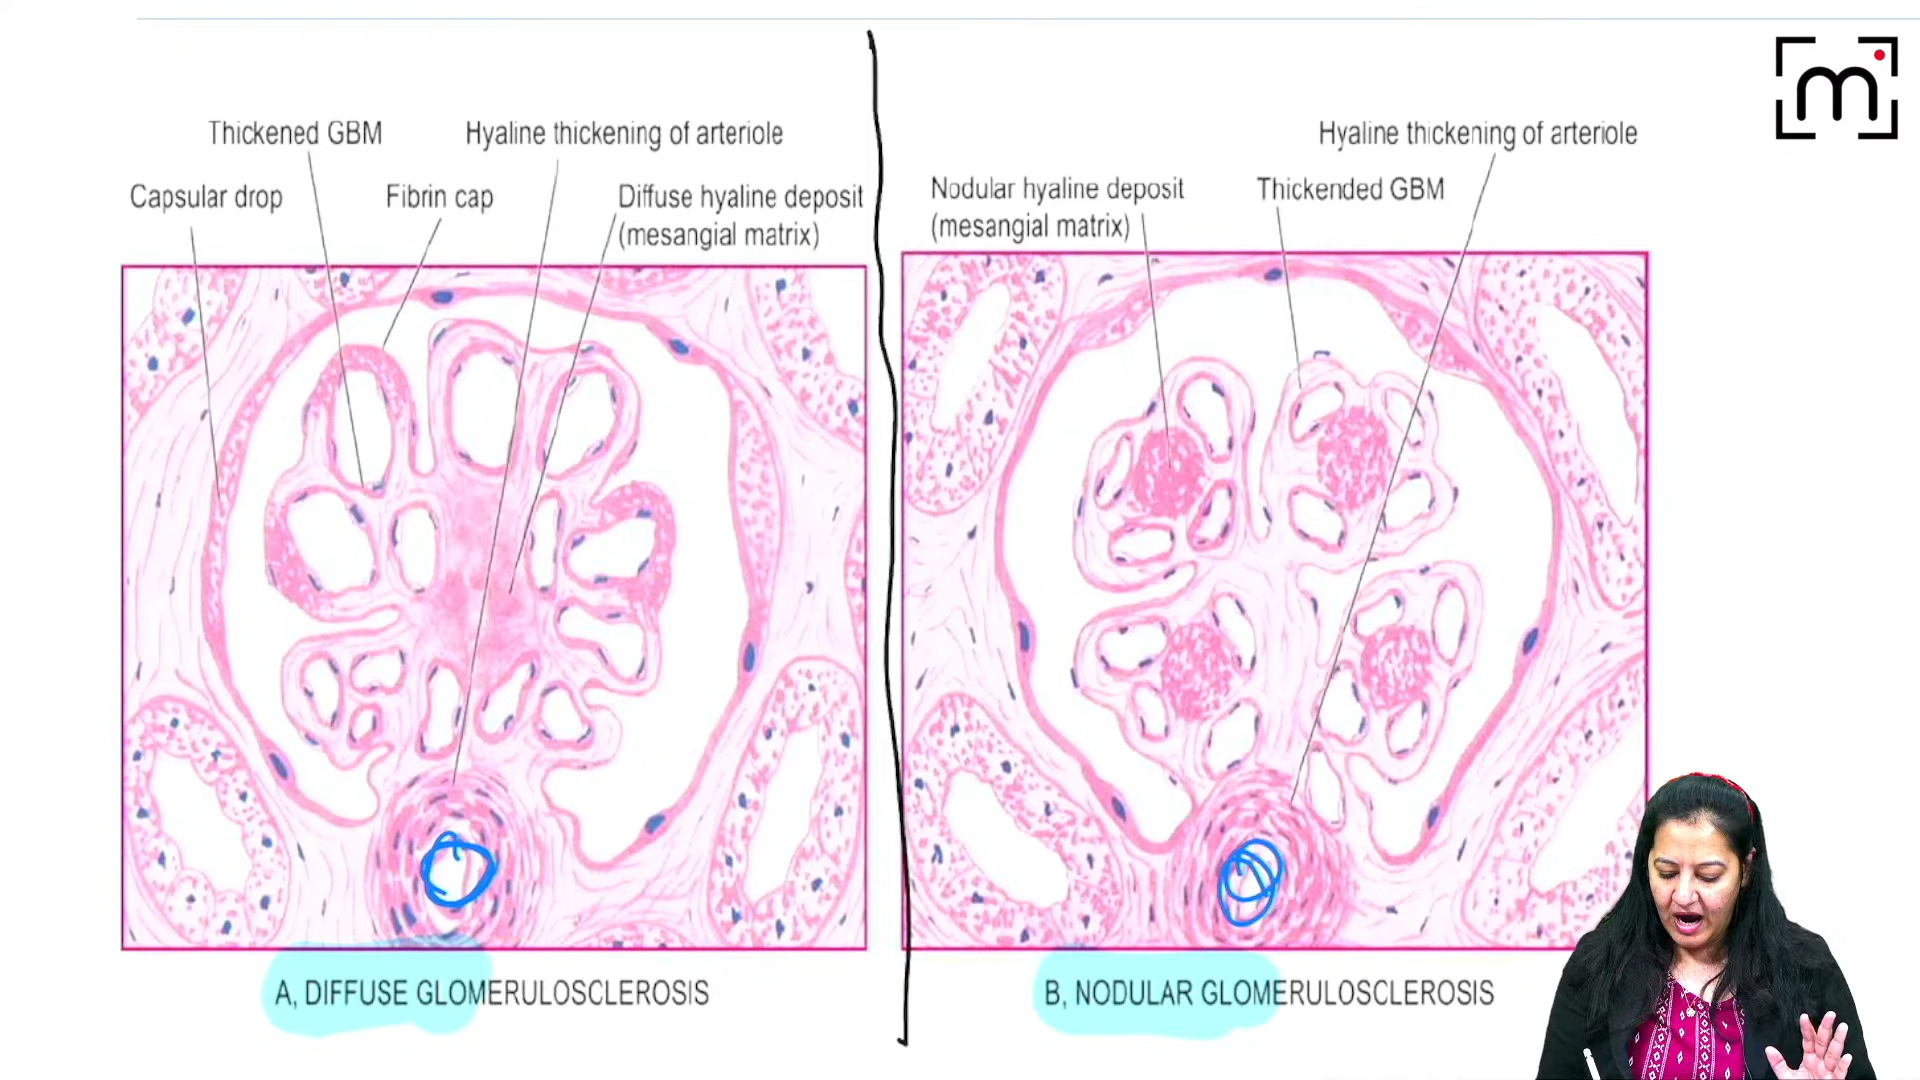 Thickened GBM
Hyaline thickening of arteriole
Capsular drop
Fibrin cap
Diffuse hyaline deposit
(mesangial matrix)
A, DIFFUSE GLOMERULOSCLEROSIS
Hyaline thickening of arteriole
Nodular hyaline deposit
(mesangial matrix)
Thickended GBM
B, NODULAR GLOMERULOSCLEROSIS
m